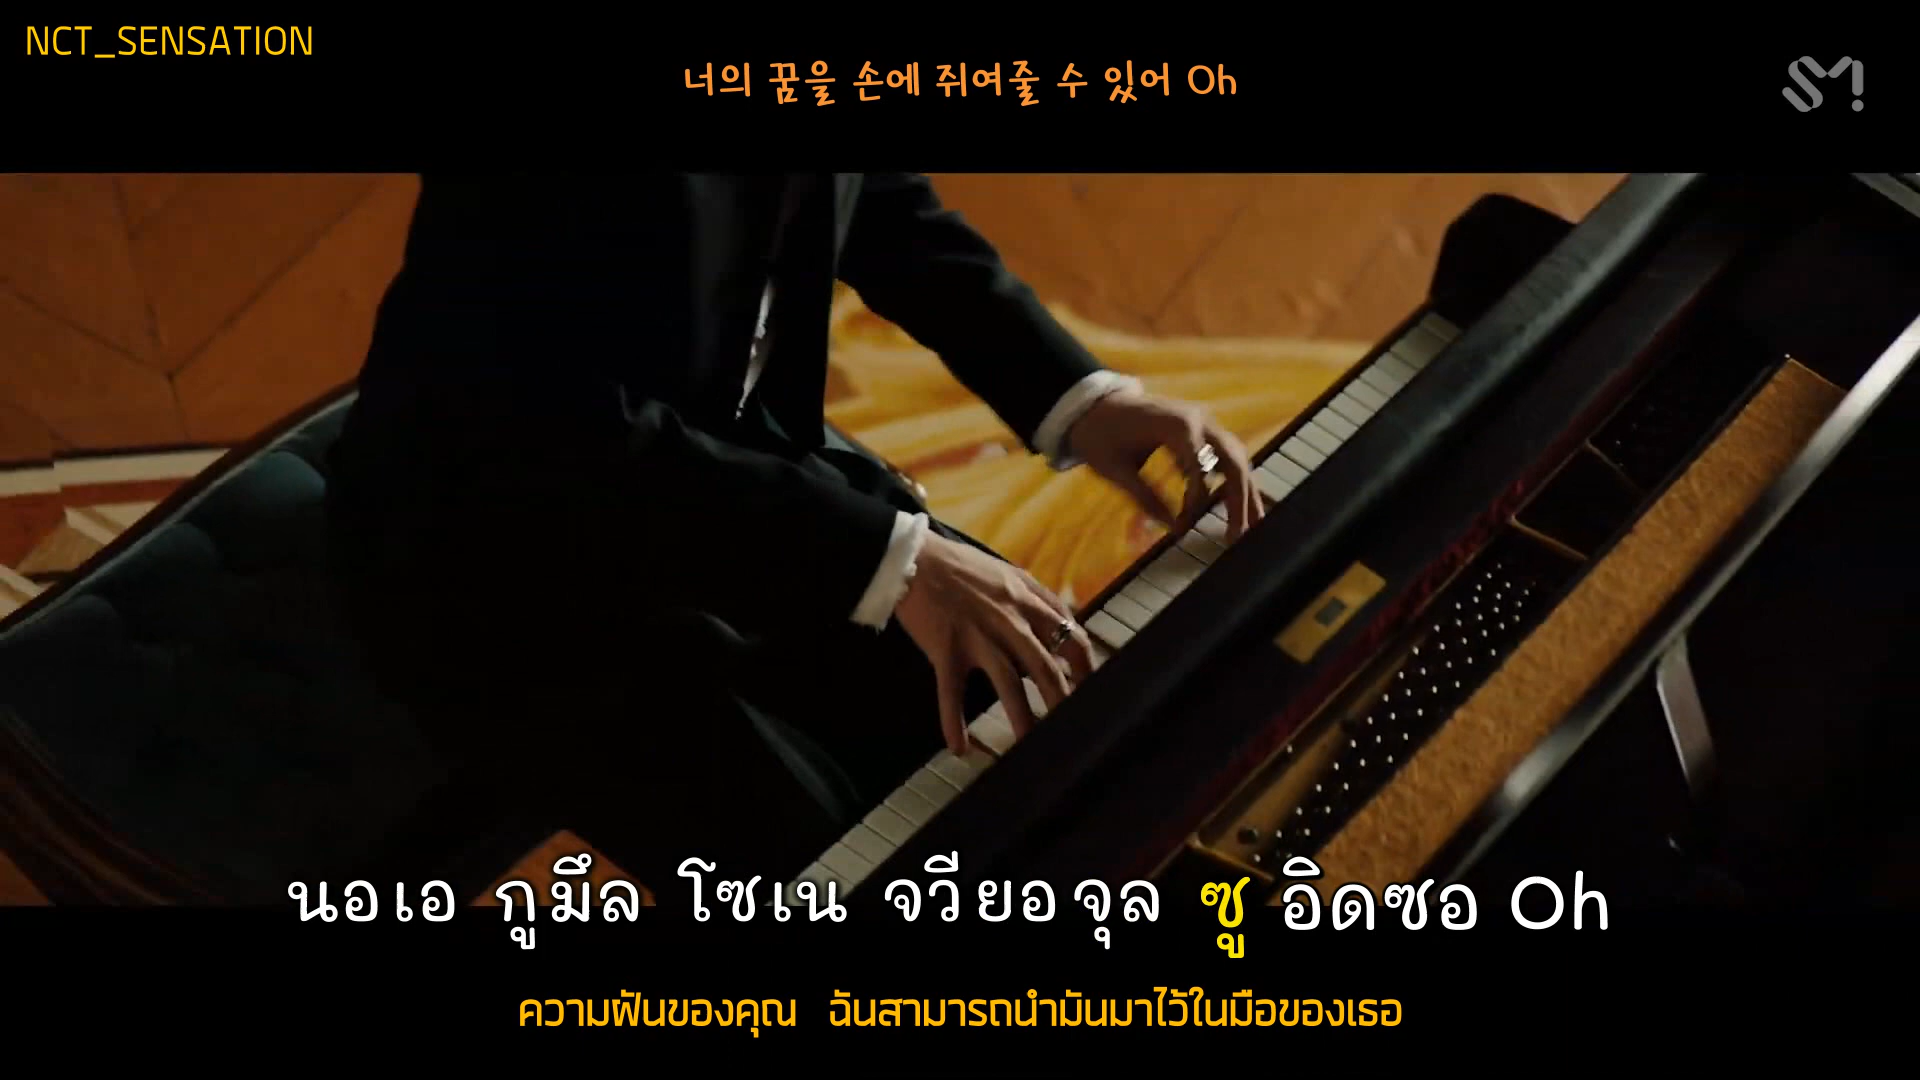 NCT_SENSATION
너의 꿈을 손에 쥐여줄 수 있어 Oh
SM
นอเอ กูมึล โซเน จวียอจุล ซู อิดซอ Oh
ความฝันของคุณ ฉันสามารถนำมันมาไว้ในมือของเธอ